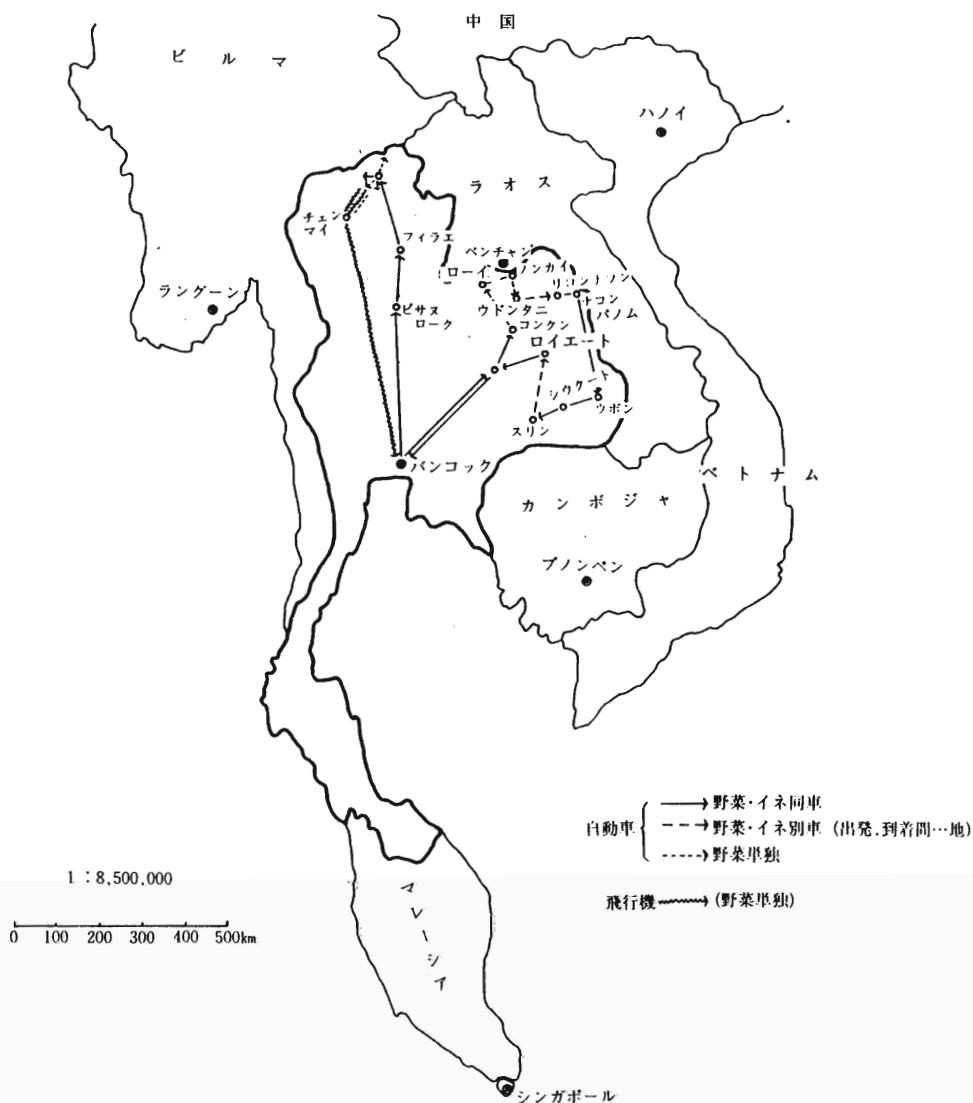 中国
ビルマ
ハノイ
ラオス
チェン
マイ
フィラエ
ベンチャン
ノンカイ
ローイ
ラングーン
ピサヌ
ローク
ウドンタニ
ナコン
パノム
コンケン
ロイエート
ウボン
スリン
バンコック
ベトナム
カンボジャ
プノンペン
自動車
野菜・イネ同車
野菜・イネ別車 (出発.到着間…地)
野菜単独
1:8,500,000
飛行機 (野菜単独)
0 100 200 300 400 500km
マレーシア
シンガポール